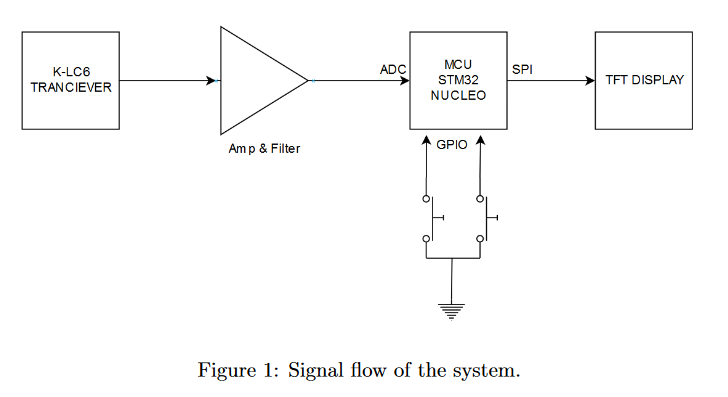 K-LC6
TRANCIEVER
Amp & Filter
ADC
MCU
STM32
NUCLEO
SPI
GPIO
TFT DISPLAY
Figure 1: Signal flow of the system.